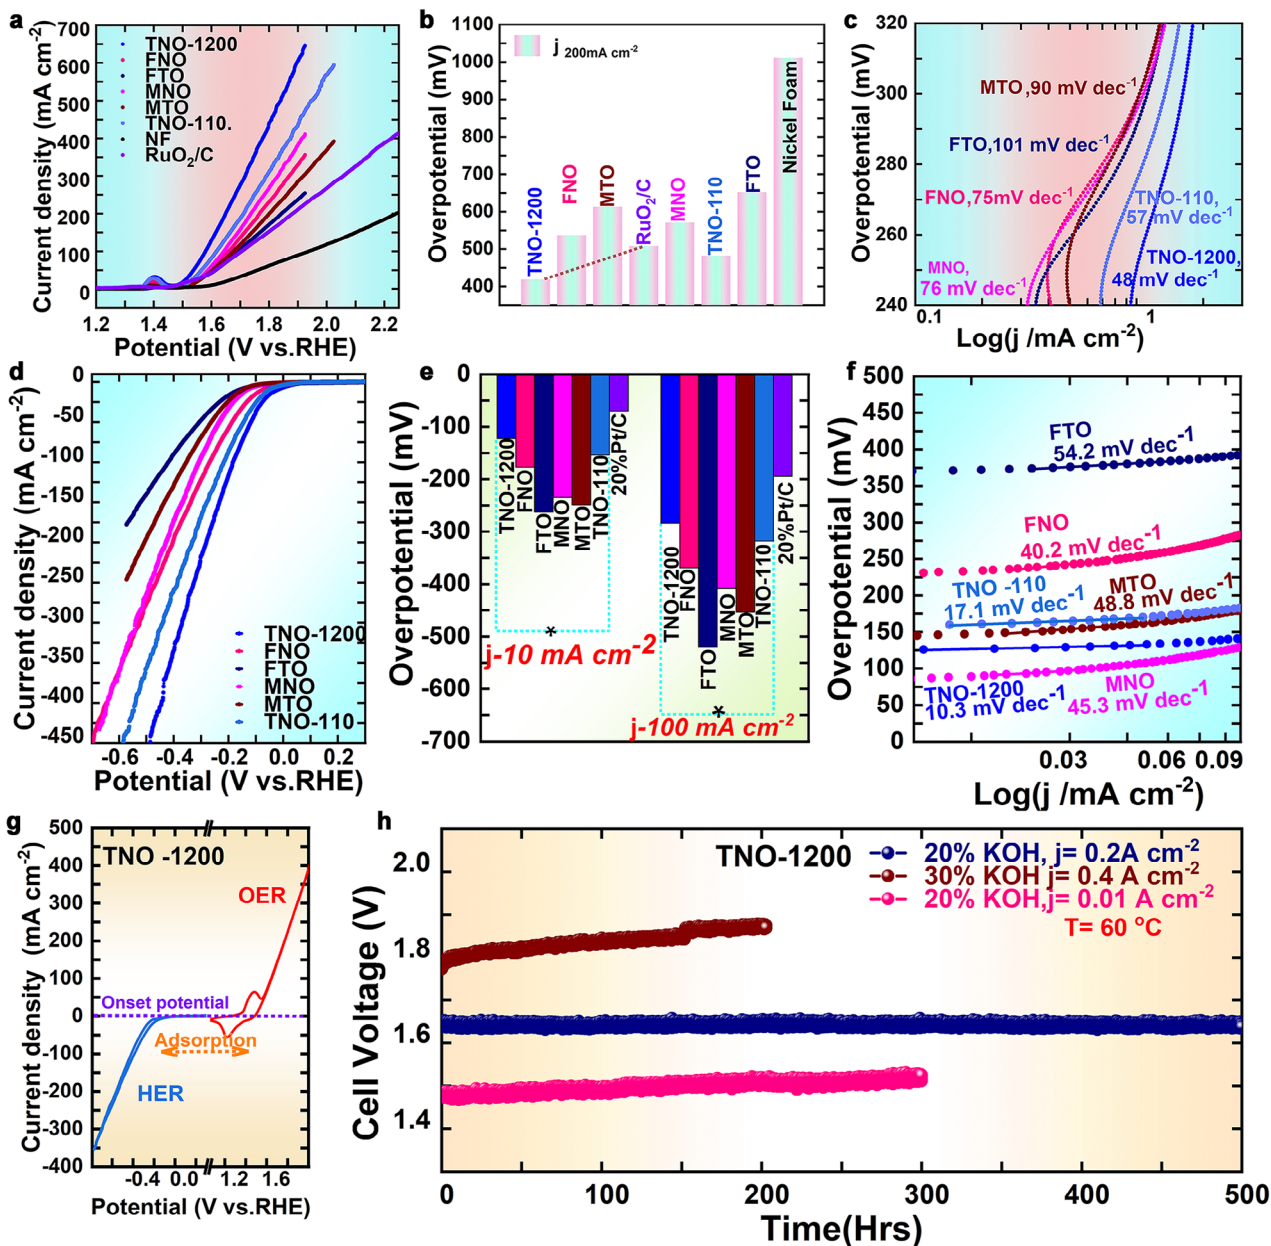 a
700
600
500
400
300
200
100
0
Current density (mA cm-2)
TNO-1200
FNO
FTO
MNO
MTO
TNO-110.
NF
RuO2/C
1.2 1.4 1.6 1.8 2.0 2.2
Potential (V vs.RHE)
b
1100
1000
900
800
700
600
500
400
Overpotential (mV)
j 200mA cm-2
TNO-1200
FNO
MTO
RuO2/C
MNO
TNO-110
FTO
Nickel Foam
c
320
300
280
260
240
Overpotential (mV)
MTO,90 mV dec-1
FTO,101 mV dec-1
FNO,75mV dec-1
TNO-110,
57 mV dec-1
MNO,
76 mV dec-1
TNO-1200,
48 mV dec-1
0.1 1
Log(j /mA cm-2)
d
0
-50
-100
-150
-200
-250
-300
-350
-400
-450
Current density (mA cm-2)
TNO-1200
FNO
FTO
MNO
MTO
TNO-110
-0.6 -0.4 -0.2 0.0 0.2
Potential (V vs.RHE)
e
0
-100
-200
-300
-400
-500
-600
-700
Overpotential (mV)
TNO-1200
FNO
FTO
MNO
MTO
TNO-110
20%Pt/C
*
j-10 mA cm-2
TNO-1200
FNO
FTO
MNO
MTO
TNO-110
20%Pt/C
*
j-100 mA cm-2
f
500
450
400
350
300
250
200
150
100
50
0
Overpotential (mV)
FTO
54.2 mV dec-1
FNO
40.2 mV dec-1
TNO -110
17.1 mV dec-1
MTO
48.8 mV dec-1
TNO-1200
10.3 mV dec-1
MNO
45.3 mV dec-1
0.03 0.06 0.09
Log(j /mA cm-2)
g
500
400
300
200
100
0
-100
-200
-300
-400
Current density (mA cm-2)
TNO -1200
OER
Onset potential
Adsorption
HER
-0.4 0.0 1.2 1.6
Potential (V vs.RHE)
h
2.0
1.8
1.6
1.4
Cell Voltage (V)
TNO-1200
20% KOH, j= 0.2A cm-2
30% KOH j= 0.4 A cm-2
20% KOH,j= 0.01 A cm-2
T= 60 °C
0 100 200 300 400 500
Time(Hrs)